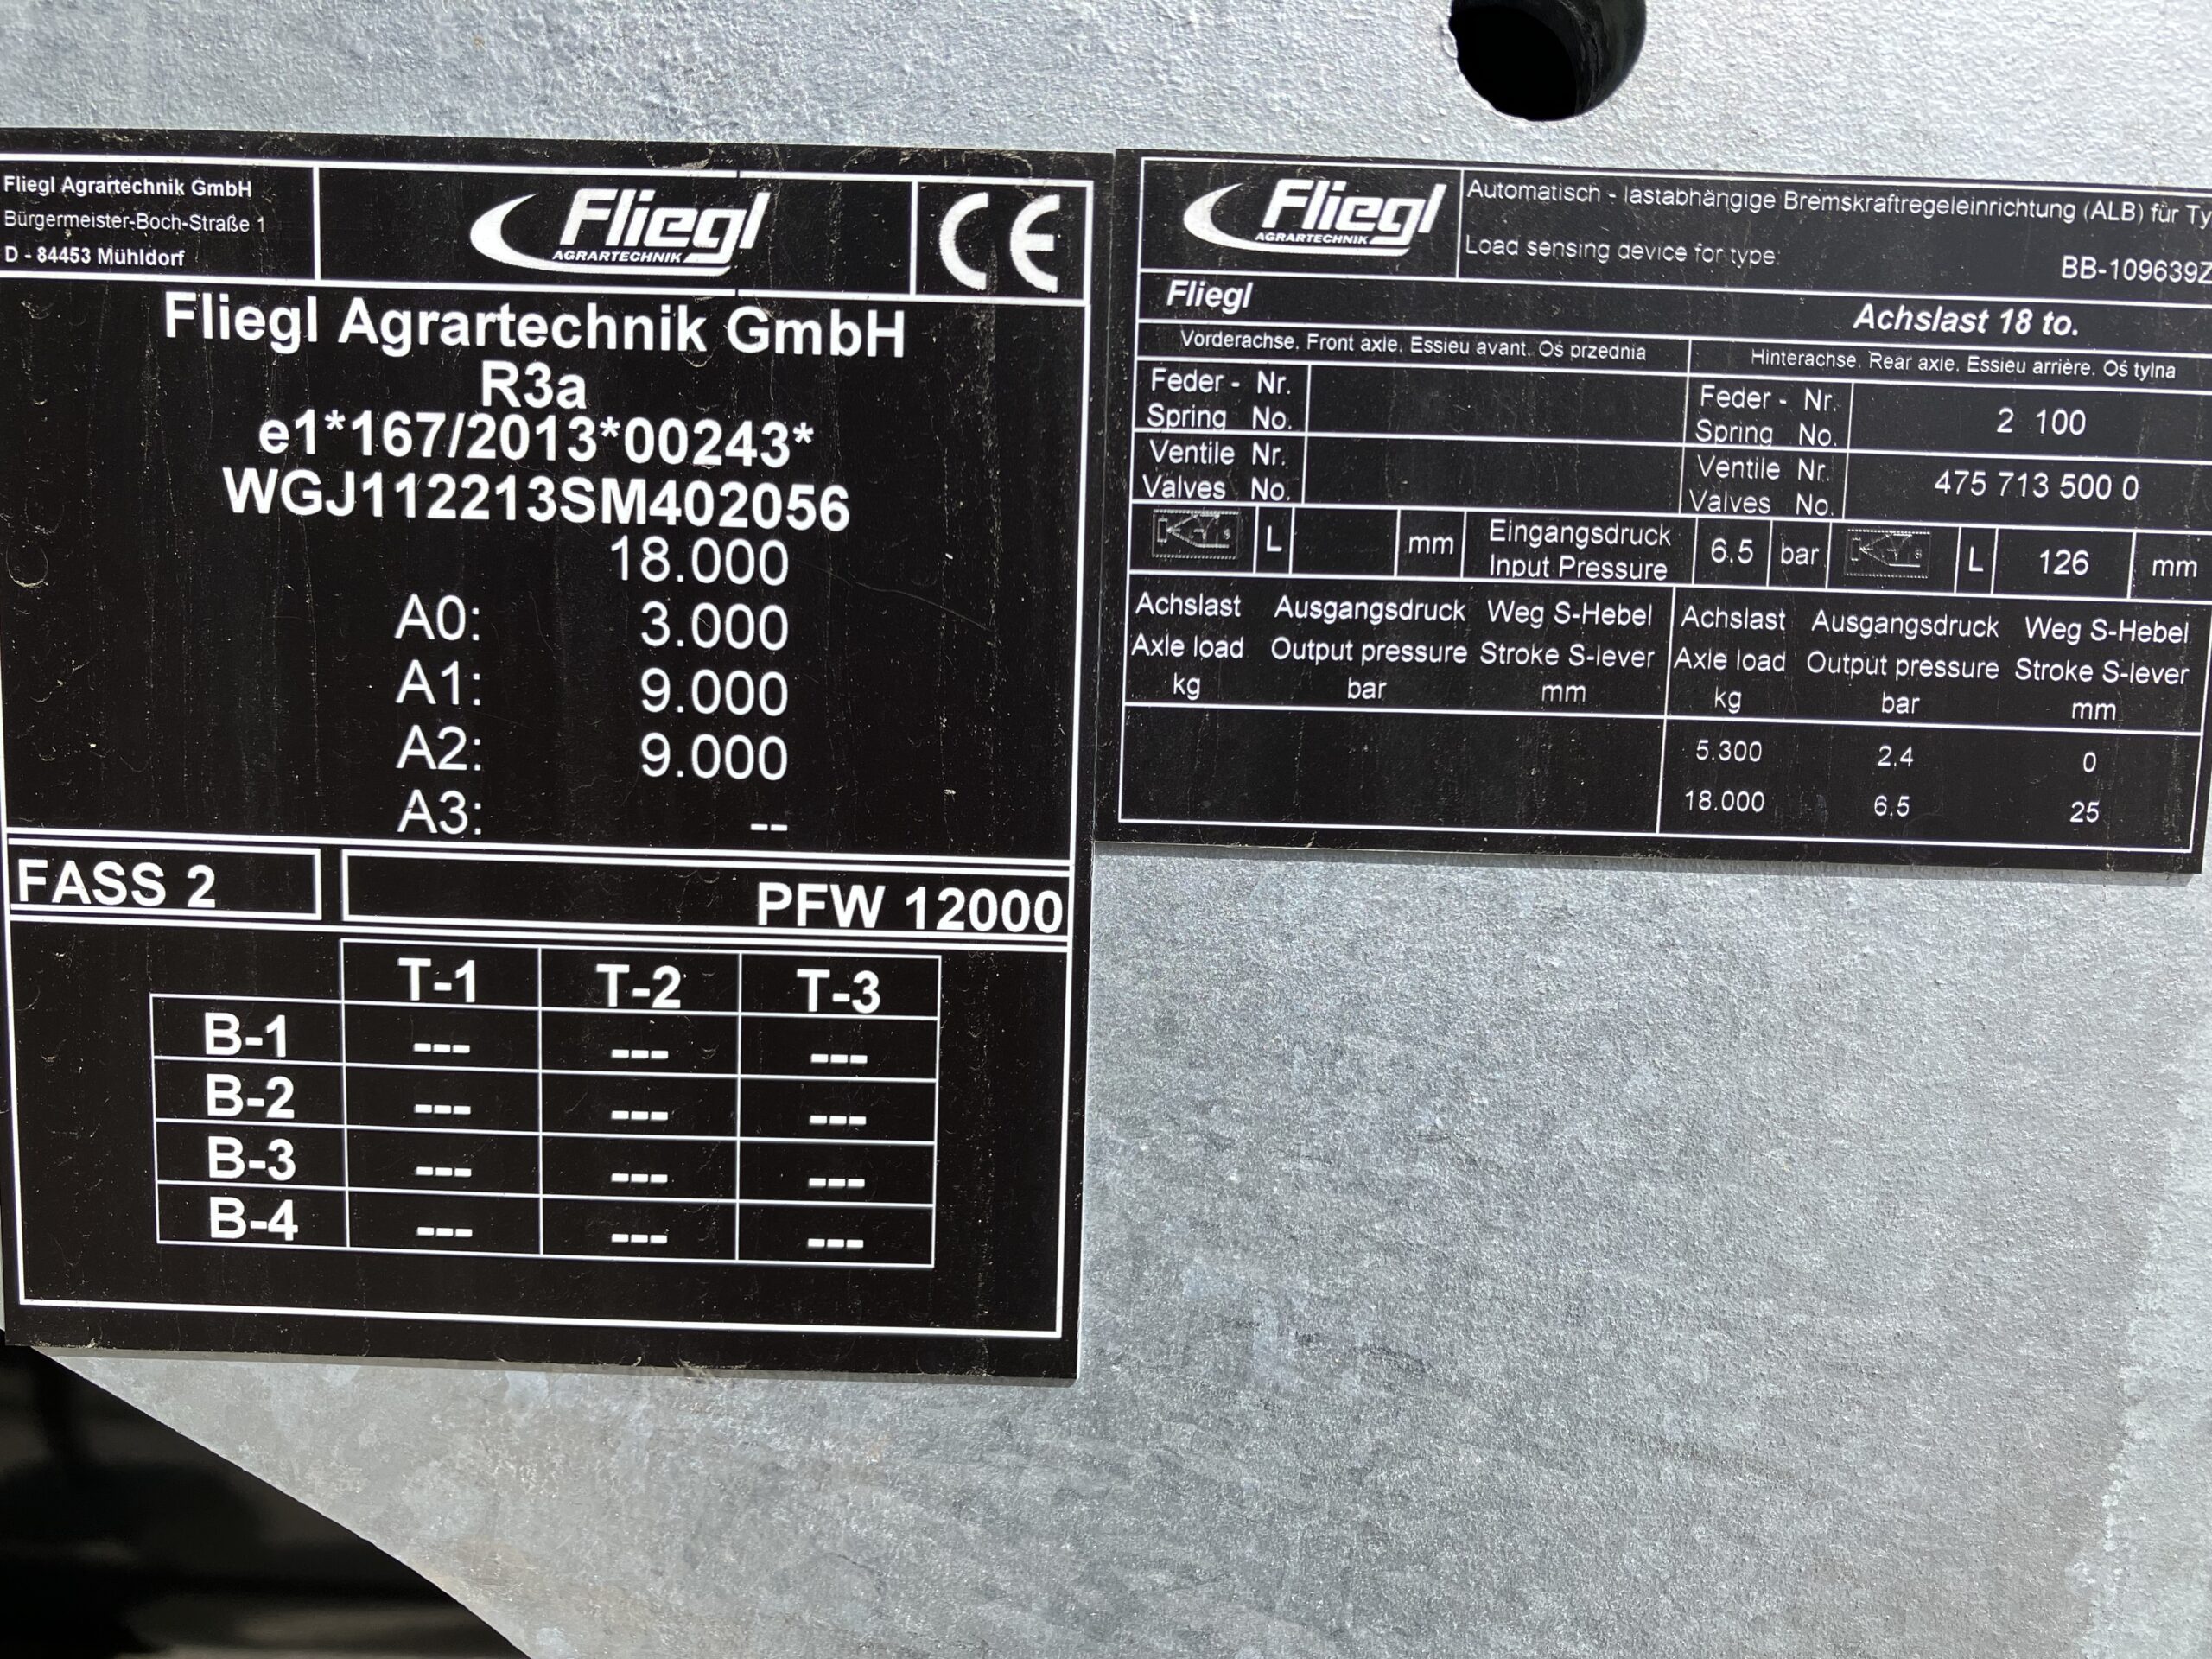 Fliegl Agrartechnik GmbH
Bürgermeister-Boch-Straße 1
D - 84453 Mühldorf
Fliegl
AGRARTECHNIK
CE
Fliegl Agrartechnik GmbH
R3a
e1*167/2013*00243*
WGJ112213SM402056
18.000
A0: 3.000
A1: 9.000
A2: 9.000
A3: --
FASS 2 PFW 12000
T-1 T-2 T-3
B-1 --- --- ---
B-2 --- --- ---
B-3 --- --- ---
B-4 --- --- ---
Fliegl
AGRARTECHNIK
Automatisch - lastabhängige Bremskraftregeleinrichtung (ALB) für Ty
Load sensing device for type:
BB-109639Z
Fliegl Achslast 18 to.
Vorderachse. Front axle. Essieu avant. Oś przednia
Feder - Nr.
Spring No.
Ventile Nr.
Valves No.
Hinterachse. Rear axle. Essieu arrière. Oś tylna
Feder - Nr.
Spring No.
2 100
Ventile Nr.
Valves No.
475 713 500 0
L mm Eingangsdruck
Input Pressure
6.5 bar L 126 mm
Achslast Ausgangsdruck Weg S-Hebel
Axle load Output pressure Stroke S-lever
kg bar mm
Achslast Ausgangsdruck Weg S-Hebel
Axle load Output pressure Stroke S-lever
kg bar mm
5.300 2.4 0
18.000 6.5 25